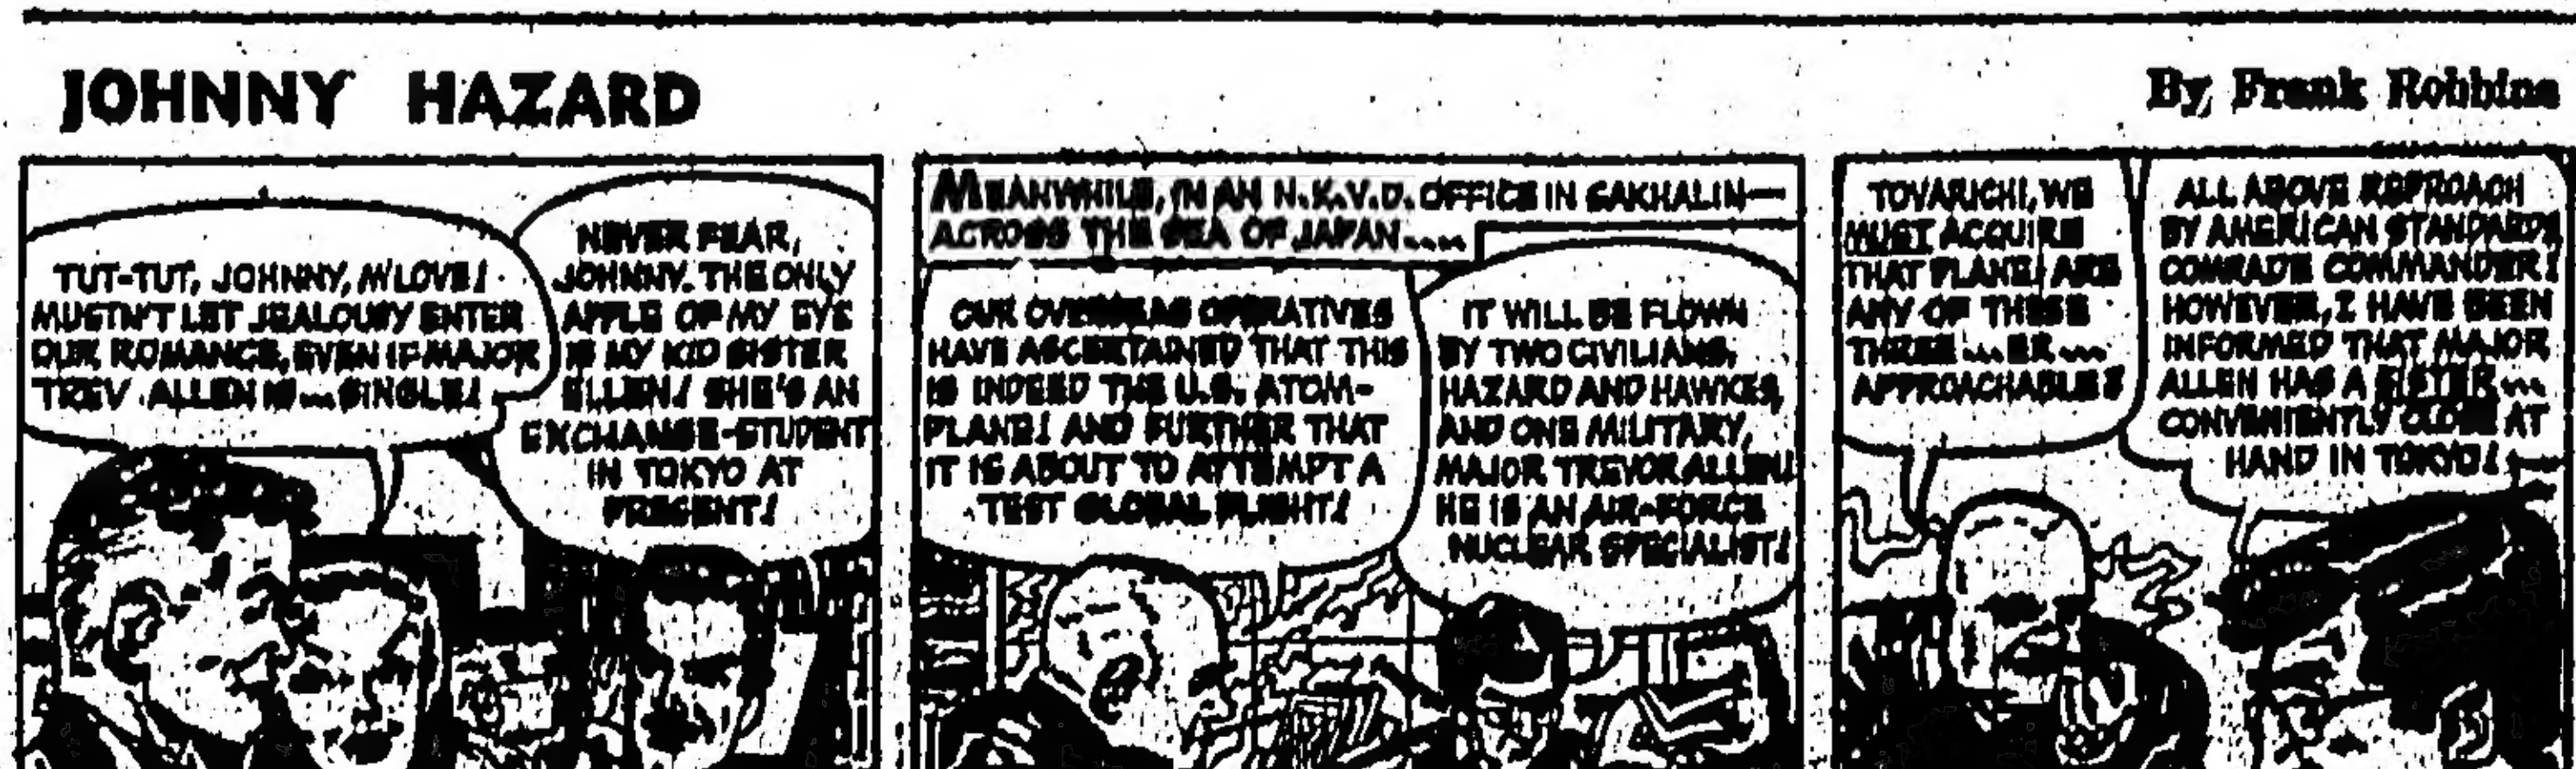 JOHNNY HAZARD
By Frank Robbins
TUT-TUT, JOHNNY, M'LOVE!
MUSTN'T LET JEALOUSY ENTER
OUR ROMANCE, EVEN IF MAJOR
TREV ALLEN IS... SINGLE!
NEVER FEAR,
JOHNNY. THE ONLY
APPLE OF MY EYE
IS MY KID SISTER
ELLEN! SHE'S AN
EXCHANGE-STUDENT
IN TOKYO AT
PRESENT!
MEANWHILE, IN AN N.K.V.D. OFFICE IN SAKHALIN—
ACROSS THE SEA OF JAPAN....
OUR OVERSEAS OPERATIVES
HAVE ASCERTAINED THAT THIS
IS INDEED THE U.S. ATOM-
PLANE! AND FURTHER THAT
IT IS ABOUT TO ATTEMPT A
TEST GLOBAL FLIGHT!
IT WILL BE FLOWN
BY TWO CIVILIANS,
HAZARD AND HAWKES,
AND ONE MILITARY,
MAJOR TREVOR ALLEN!
HE IS AN AIR-FORCE
NUCLEAR SPECIALIST!
TOVARICHI, WE
MUST ACQUIRE
THAT PLANE! ARE
ANY OF THESE
THREE... ER...
APPROACHABLE?
ALL ABOVE REPROACH
BY AMERICAN STANDARDS,
COMRADE COMMANDER!
HOWEVER, I HAVE BEEN
INFORMED THAT MAJOR
ALLEN HAS A SISTER...
CONVENIENTLY CLOSE AT
HAND IN TOKYO!